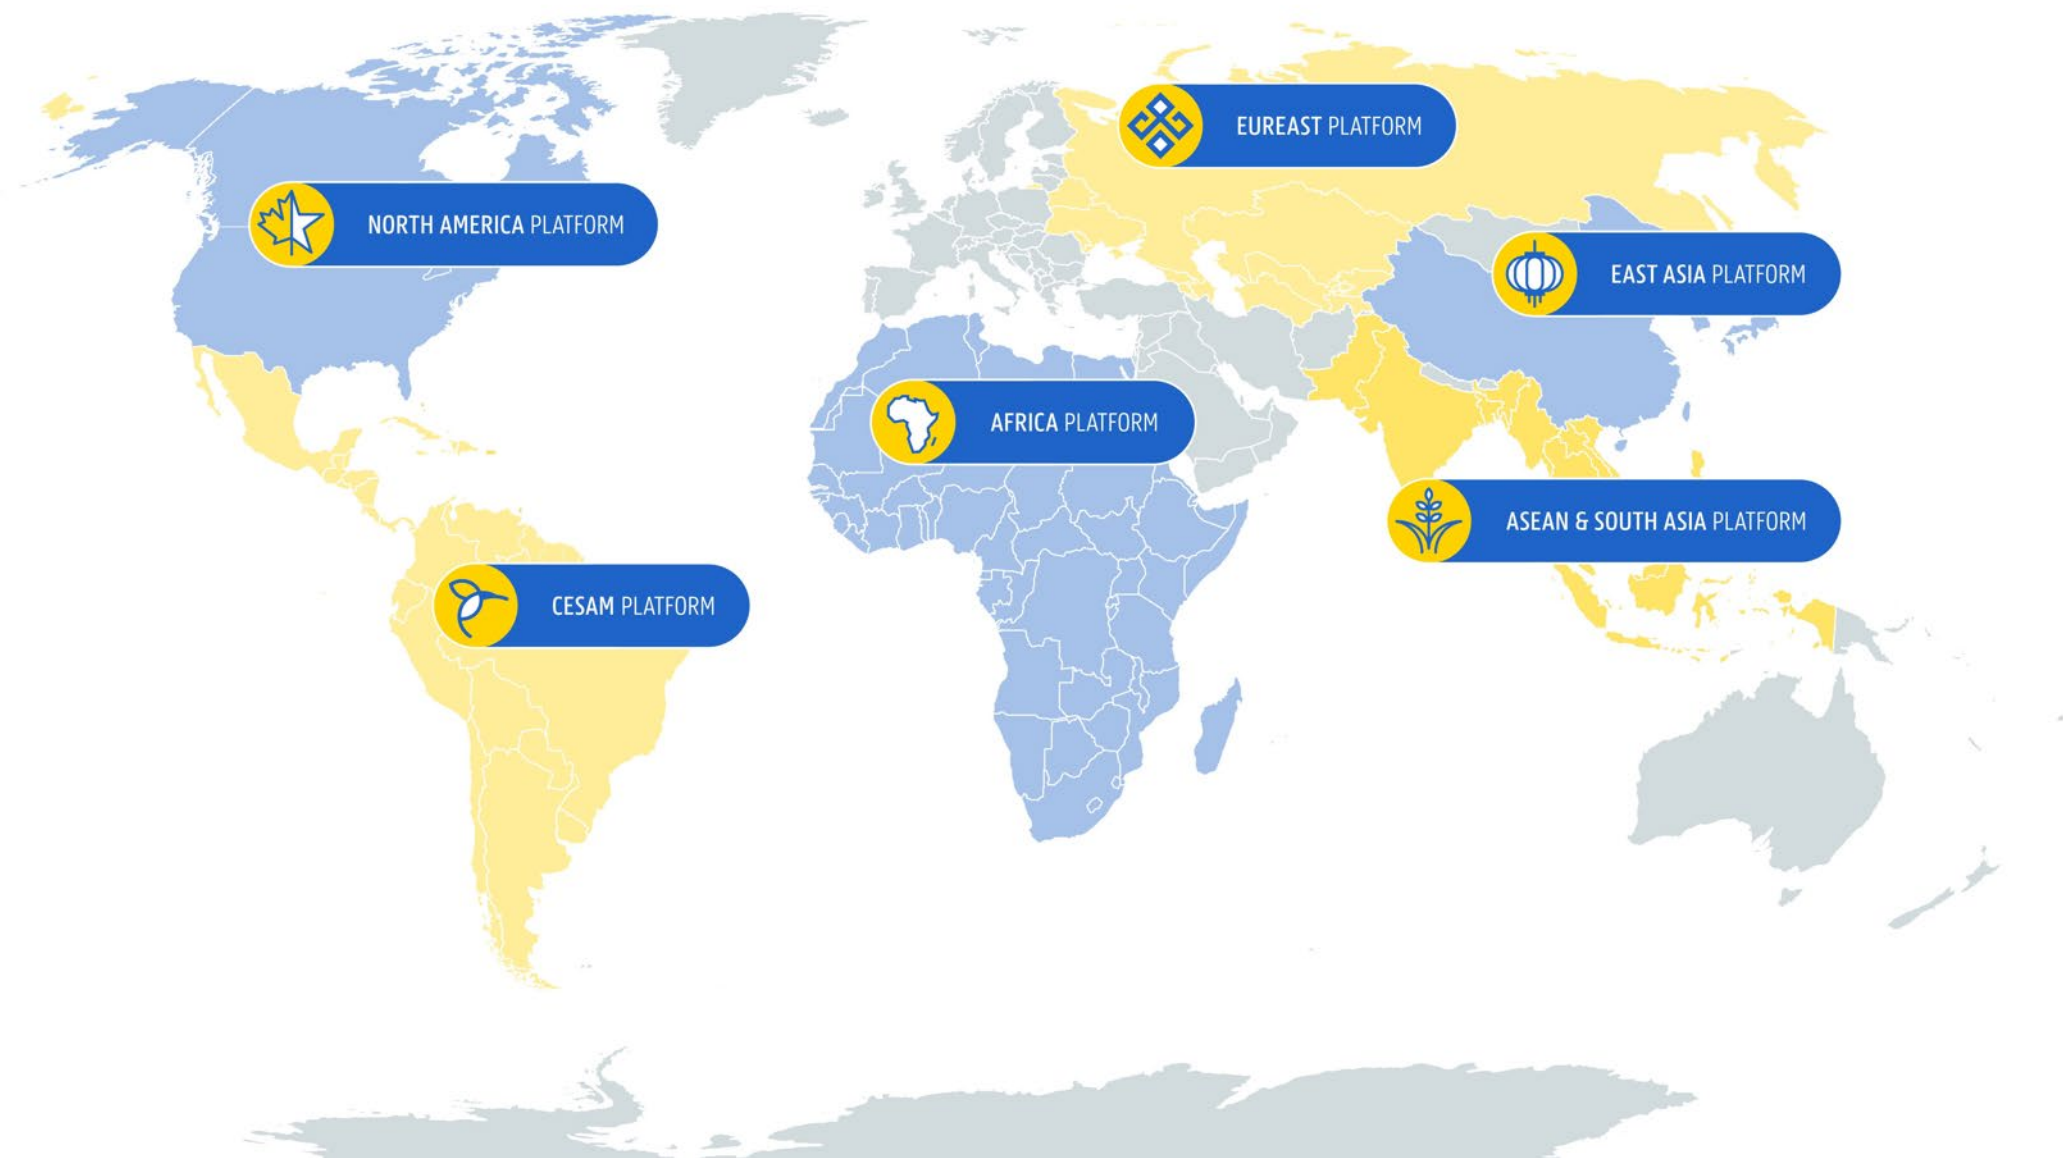 EUREAST PLATFORM
NORTH AMERICA PLATFORM
EAST ASIA PLATFORM
AFRICA PLATFORM
ASEAN & SOUTH ASIA PLATFORM
CESAM PLATFORM